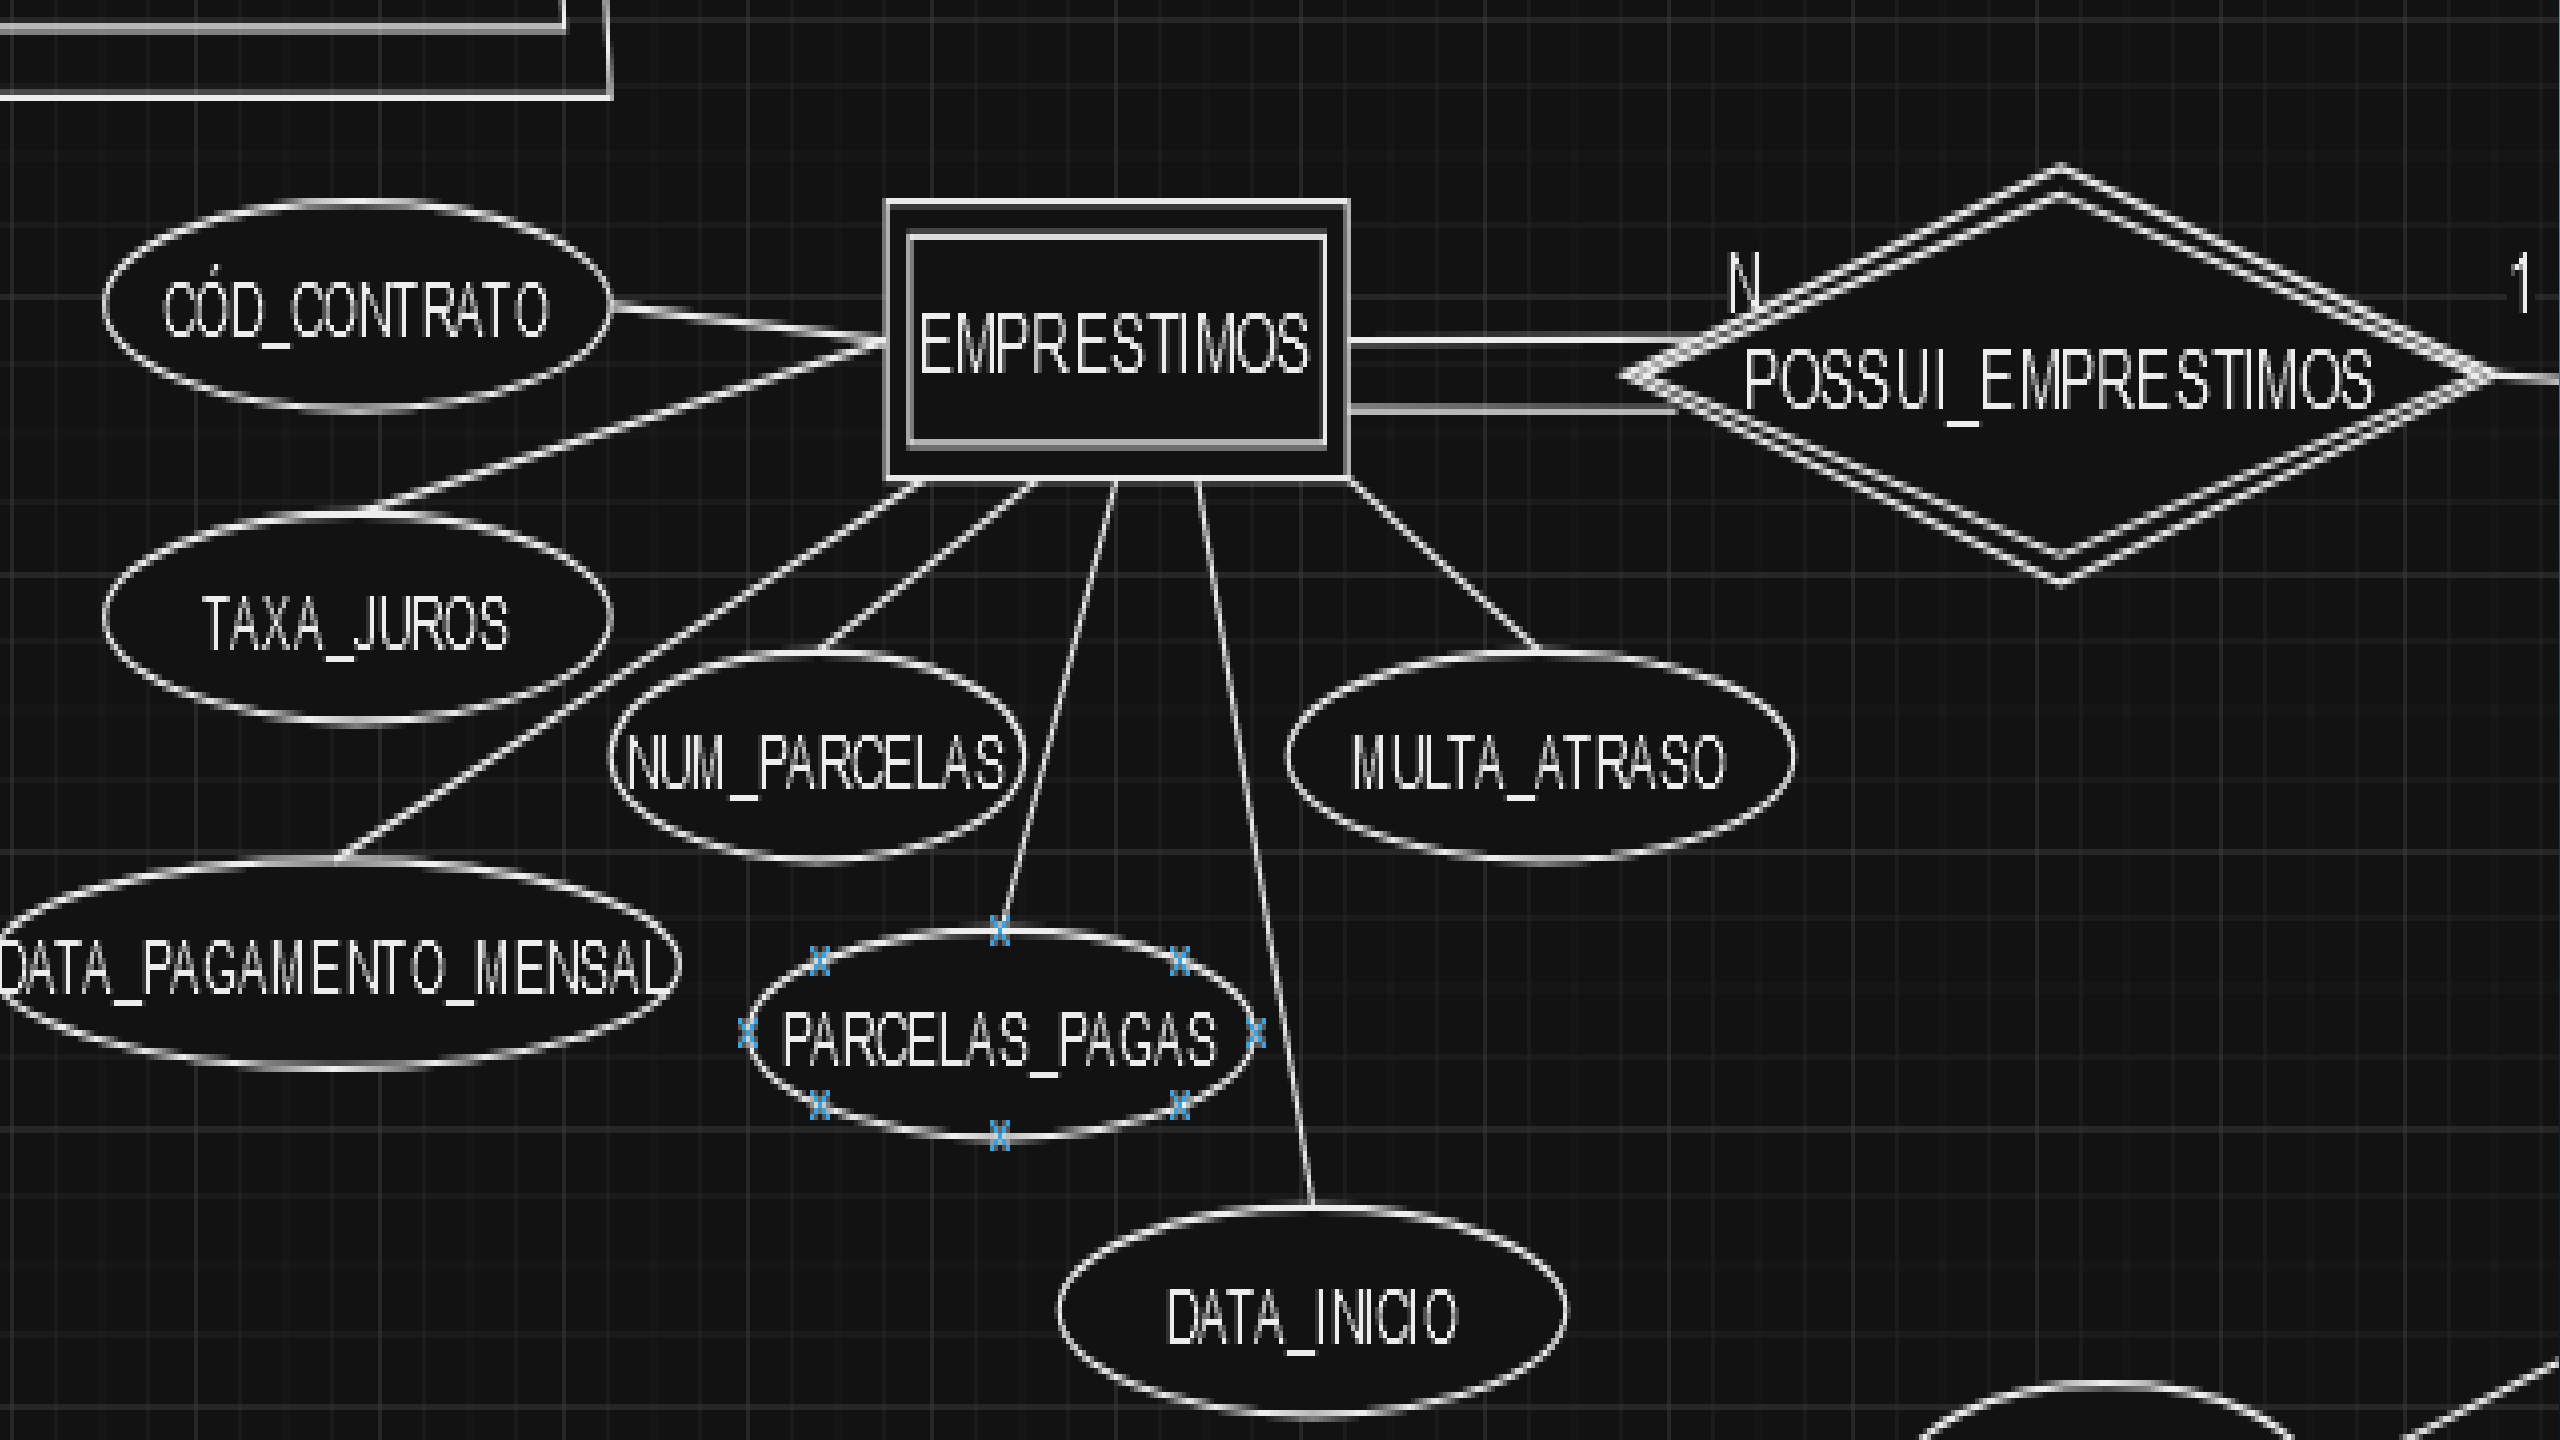 N
1
CÓD_CONTRATO
EMPRESTIMOS
POSSUI_EMPRESTIMOS
TAXA_JUROS
NUM_PARCELAS
MULTA_ATRASO
DATA_PAGAMENTO_MENSAL
PARCELAS_PAGAS
DATA_INICIO